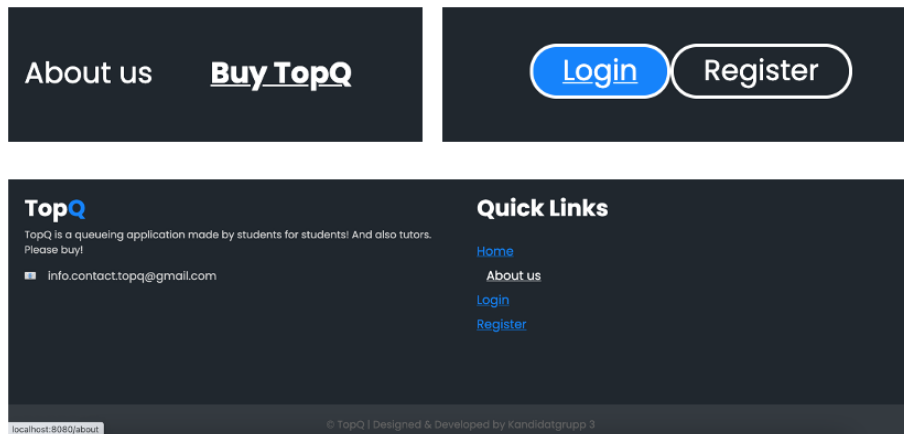 About us Buy TopQ
Login Register
TopQ
TopQ is a queueing application made by students for students! And also tutors.
Please buy!
info.contact.topq@gmail.com
Quick Links
Home
About us
Login
Register
© TopQ | Designed & Developed by Kandidatgrupp 3
localhost:8080/about